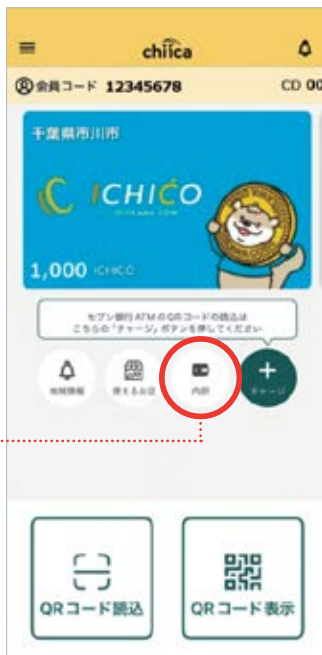 chiica
会員コード 12345678
CD 00
千葉県市川市
ICHICO
1,000 ICHICO
セブン銀行ATMのQRコードの読込は
こちらの「チャージ」ボタンを押してください
地域情報
使えるお店
内訳
チャージ
QRコード読込
QRコード表示